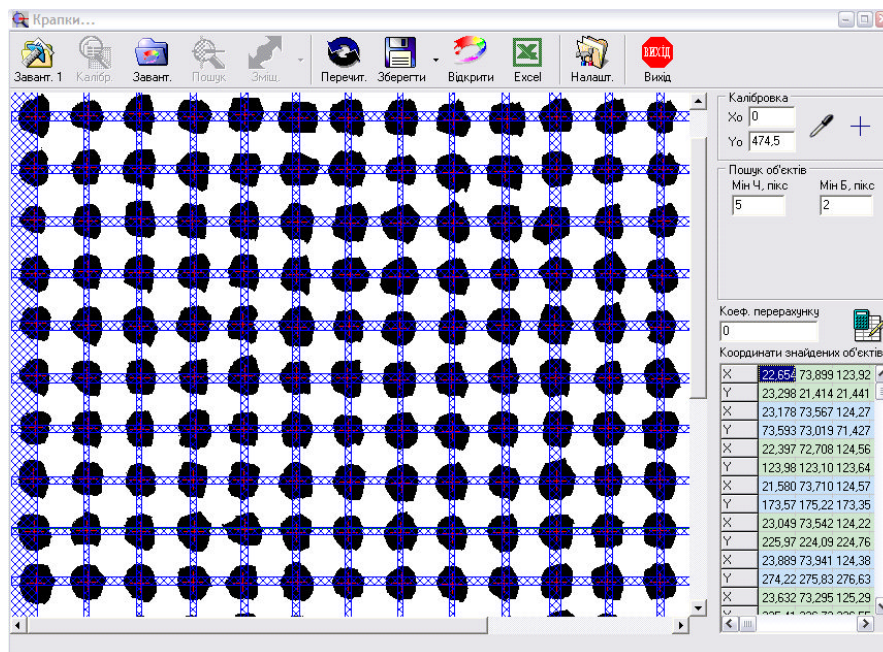 Крапки...
Завант. 1 Калібр. Завант. Пошук Зміщ. Перечит. Зберегти Відкрити Excel Налашт. Вихід
ВИХІД
Калібровка
Xo 0
Yo 474,5
Пошук об'єктів
Мін Ч, пікс Мін Б, пікс
5 2
Коеф. перерахунку
0
Координати знайдених об'єктів
X 22,654 73,899 123,92
Y 23,298 21,414 21,441
X 23,178 73,567 124,27
Y 73,593 73,019 71,427
X 22,397 72,708 124,56
Y 123,98 123,10 123,64
X 21,580 73,710 124,57
Y 173,57 175,22 173,35
X 23,049 73,542 124,22
Y 225,97 224,09 224,76
X 23,889 73,941 124,38
Y 274,22 275,83 276,63
X 23,632 73,295 125,29